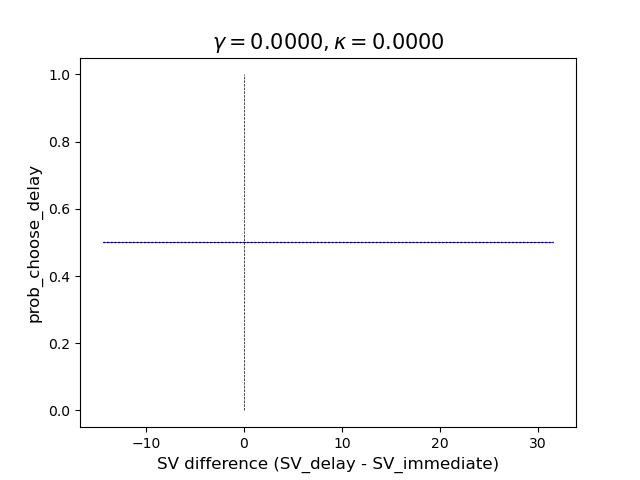 γ = 0.0000, κ = 0.0000
1.0
0.8
0.6
0.4
0.2
0.0
prob_choose_delay
−10 0 10 20 30
SV difference (SV_delay - SV_immediate)